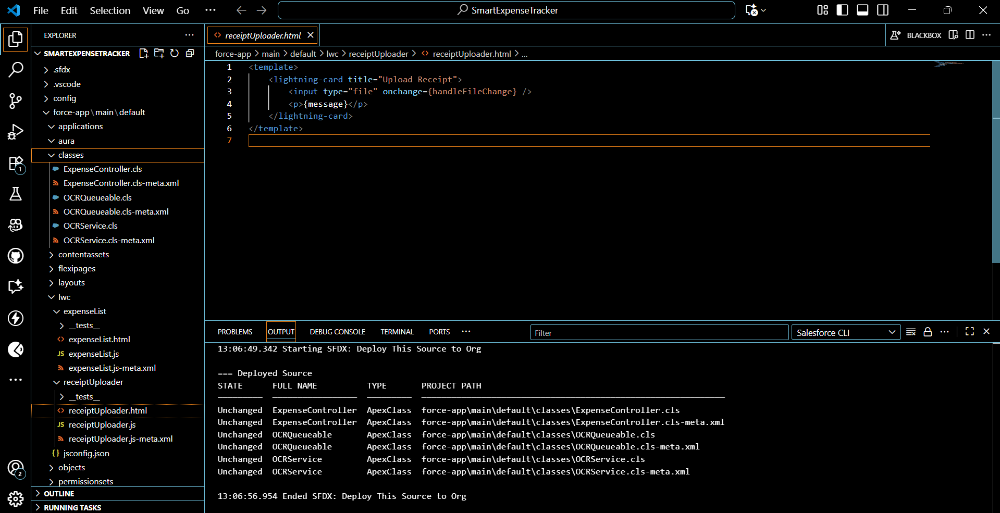 File Edit Selection View Go ··· SmartExpenseTracker
EXPLORER
SMARTEXPENSETRACKER
.sfdx
.vscode
config
force-app\main\default
applications
aura
classes
ExpenseController.cls
ExpenseController.cls-meta.xml
OCRQueueable.cls
OCRQueueable.cls-meta.xml
OCRService.cls
OCRService.cls-meta.xml
contentassets
flexipages
layouts
lwc
expenseList
__tests__
expenseList.html
JS expenseList.js
expenseList.js-meta.xml
receiptUploader
__tests__
receiptUploader.html
JS receiptUploader.js
receiptUploader.js-meta.xml
{} jsconfig.json
objects
permissionsets
OUTLINE
RUNNING TASKS
1
2
receiptUploader.html
BLACKBOX
force-app > main > default > lwc > receiptUploader > <> receiptUploader.html > ...
1 <template>
2 <lightning-card title="Upload Receipt">
3 <input type="file" onchange={handleFileChange} />
4 <p>{message}</p>
5 </lightning-card>
6 </template>
7
PROBLEMS OUTPUT DEBUG CONSOLE TERMINAL PORTS ··· Filter Salesforce CLI
13:06:49.342 Starting SFDX: Deploy This Source to Org
=== Deployed Source
STATE FULL NAME TYPE PROJECT PATH
Unchanged ExpenseController ApexClass force-app\main\default\classes\ExpenseController.cls
Unchanged ExpenseController ApexClass force-app\main\default\classes\ExpenseController.cls-meta.xml
Unchanged OCRQueueable ApexClass force-app\main\default\classes\OCRQueueable.cls
Unchanged OCRQueueable ApexClass force-app\main\default\classes\OCRQueueable.cls-meta.xml
Unchanged OCRService ApexClass force-app\main\default\classes\OCRService.cls
Unchanged OCRService ApexClass force-app\main\default\classes\OCRService.cls-meta.xml
13:06:56.954 Ended SFDX: Deploy This Source to Org